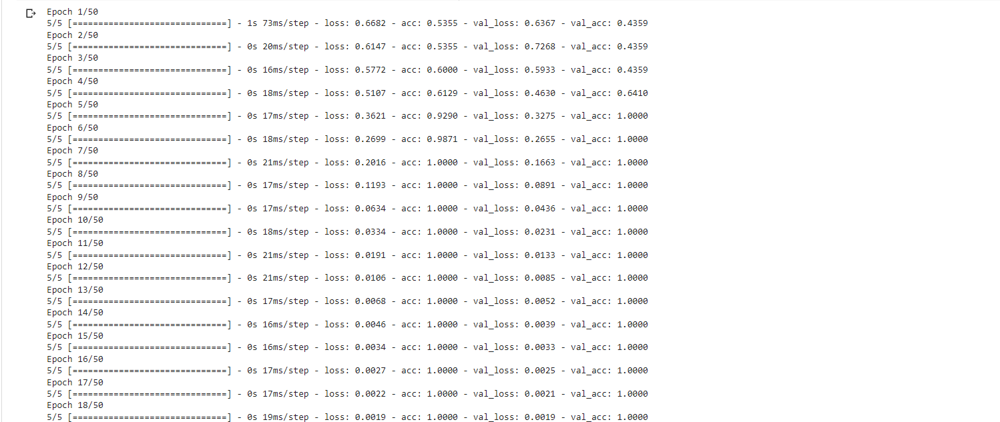 Epoch 1/50
5/5 [==============================] - 1s 73ms/step - loss: 0.6682 - acc: 0.5355 - val_loss: 0.6367 - val_acc: 0.4359
Epoch 2/50
5/5 [==============================] - 0s 20ms/step - loss: 0.6147 - acc: 0.5355 - val_loss: 0.7268 - val_acc: 0.4359
Epoch 3/50
5/5 [==============================] - 0s 16ms/step - loss: 0.5772 - acc: 0.6000 - val_loss: 0.5933 - val_acc: 0.4359
Epoch 4/50
5/5 [==============================] - 0s 18ms/step - loss: 0.5107 - acc: 0.6129 - val_loss: 0.4630 - val_acc: 0.6410
Epoch 5/50
5/5 [==============================] - 0s 17ms/step - loss: 0.3621 - acc: 0.9290 - val_loss: 0.3275 - val_acc: 1.0000
Epoch 6/50
5/5 [==============================] - 0s 18ms/step - loss: 0.2699 - acc: 0.9871 - val_loss: 0.2655 - val_acc: 1.0000
Epoch 7/50
5/5 [==============================] - 0s 21ms/step - loss: 0.2016 - acc: 1.0000 - val_loss: 0.1663 - val_acc: 1.0000
Epoch 8/50
5/5 [==============================] - 0s 17ms/step - loss: 0.1193 - acc: 1.0000 - val_loss: 0.0891 - val_acc: 1.0000
Epoch 9/50
5/5 [==============================] - 0s 17ms/step - loss: 0.0634 - acc: 1.0000 - val_loss: 0.0436 - val_acc: 1.0000
Epoch 10/50
5/5 [==============================] - 0s 18ms/step - loss: 0.0334 - acc: 1.0000 - val_loss: 0.0231 - val_acc: 1.0000
Epoch 11/50
5/5 [==============================] - 0s 21ms/step - loss: 0.0191 - acc: 1.0000 - val_loss: 0.0133 - val_acc: 1.0000
Epoch 12/50
5/5 [==============================] - 0s 21ms/step - loss: 0.0106 - acc: 1.0000 - val_loss: 0.0085 - val_acc: 1.0000
Epoch 13/50
5/5 [==============================] - 0s 17ms/step - loss: 0.0068 - acc: 1.0000 - val_loss: 0.0052 - val_acc: 1.0000
Epoch 14/50
5/5 [==============================] - 0s 16ms/step - loss: 0.0046 - acc: 1.0000 - val_loss: 0.0039 - val_acc: 1.0000
Epoch 15/50
5/5 [==============================] - 0s 16ms/step - loss: 0.0034 - acc: 1.0000 - val_loss: 0.0033 - val_acc: 1.0000
Epoch 16/50
5/5 [==============================] - 0s 17ms/step - loss: 0.0027 - acc: 1.0000 - val_loss: 0.0025 - val_acc: 1.0000
Epoch 17/50
5/5 [==============================] - 0s 17ms/step - loss: 0.0022 - acc: 1.0000 - val_loss: 0.0021 - val_acc: 1.0000
Epoch 18/50
5/5 [==============================] - 0s 19ms/step - loss: 0.0019 - acc: 1.0000 - val_loss: 0.0019 - val_acc: 1.0000